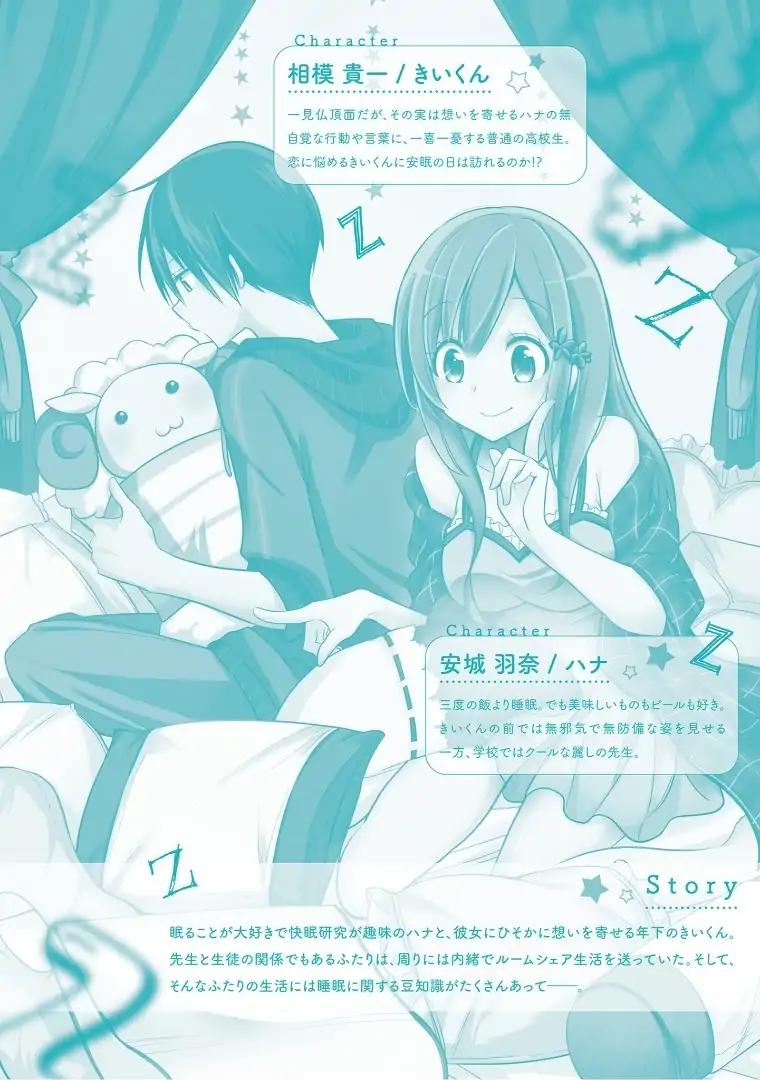 Character
相模 貴一 / きいくん
一見仏頂面だが、その実は想いを寄せるハナの無
自覚な行動や言葉に、一喜一憂する普通の高校生。
恋に悩めるきいくんに安眠の日は訪れるのか!?
Z
Z
Character
安城 羽奈 / ハナ
Z
三度の飯より睡眠。でも美味しいものもビールも好き。
きいくんの前では無邪気で無防備な姿を見せる
一方、学校ではクールな麗しの先生。
Z
Story
眠ることが大好きで快眠研究が趣味のハナと、彼女にひそかに想いを寄せる年下のきいくん。
先生と生徒の関係でもあるふたりは、周りには内緒でルームシェア生活を送っていた。そして、
そんなふたりの生活には睡眠に関する豆知識がたくさんあって──。